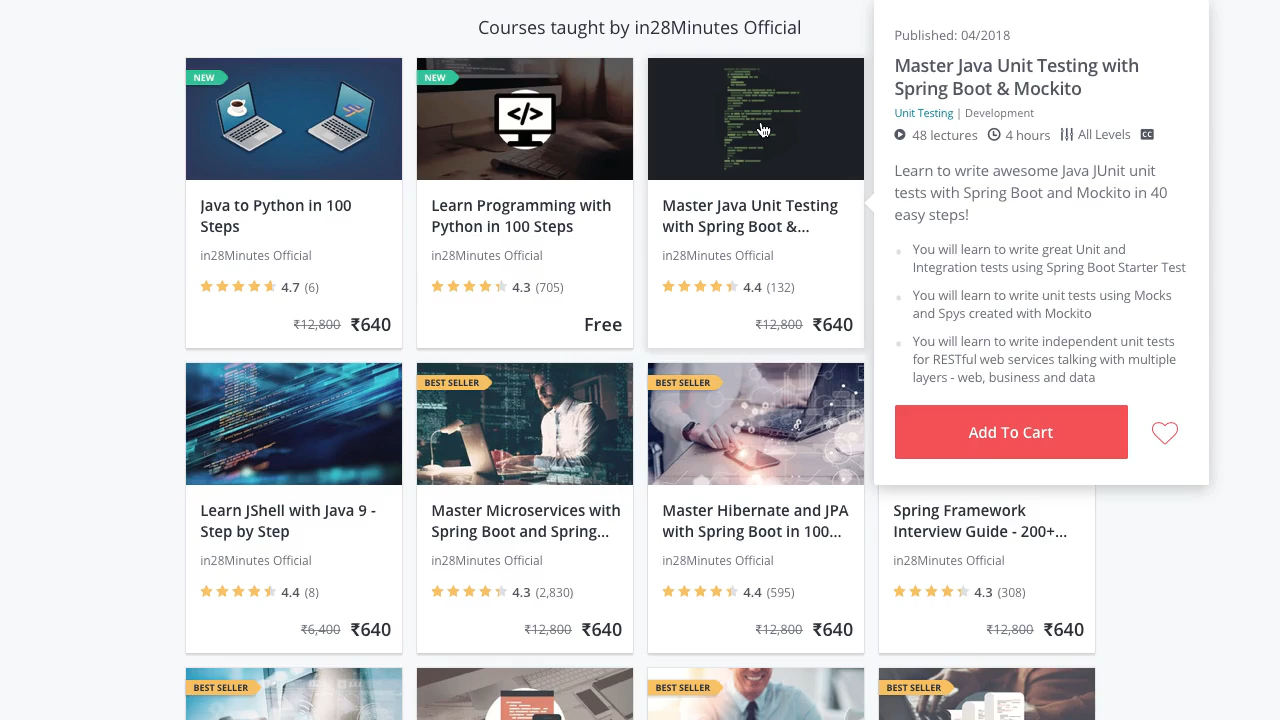 Courses taught by in28Minutes Official
NEW
Java to Python in 100
Steps
in28Minutes Official
4.7 (6)
₹12,800 ₹640
NEW
</>
Learn Programming with
Python in 100 Steps
in28Minutes Official
4.3 (705)
Free
Master Java Unit Testing
with Spring Boot &...
in28Minutes Official
4.4 (132)
₹12,800 ₹640
Published: 04/2018
Master Java Unit Testing with
Spring Boot & Mockito
Unit Testing | Development
48 lectures 4 hours All Levels CC
Learn to write awesome Java JUnit unit
tests with Spring Boot and Mockito in 40
easy steps!
You will learn to write great Unit and
Integration tests using Spring Boot Starter Test
You will learn to write unit tests using Mocks
and Spys created with Mockito
You will learn to write independent unit tests
for RESTful web services talking with multiple
layers - web, business and data
Add To Cart
Learn JShell with Java 9 -
Step by Step
in28Minutes Official
4.4 (8)
₹6,400 ₹640
BEST SELLER
Master Microservices with
Spring Boot and Spring...
in28Minutes Official
4.3 (2,830)
₹12,800 ₹640
BEST SELLER
Master Hibernate and JPA
with Spring Boot in 100...
in28Minutes Official
4.4 (595)
₹12,800 ₹640
Spring Framework
Interview Guide - 200+...
in28Minutes Official
4.3 (308)
₹12,800 ₹640
BEST SELLER
BEST SELLER
BEST SELLER